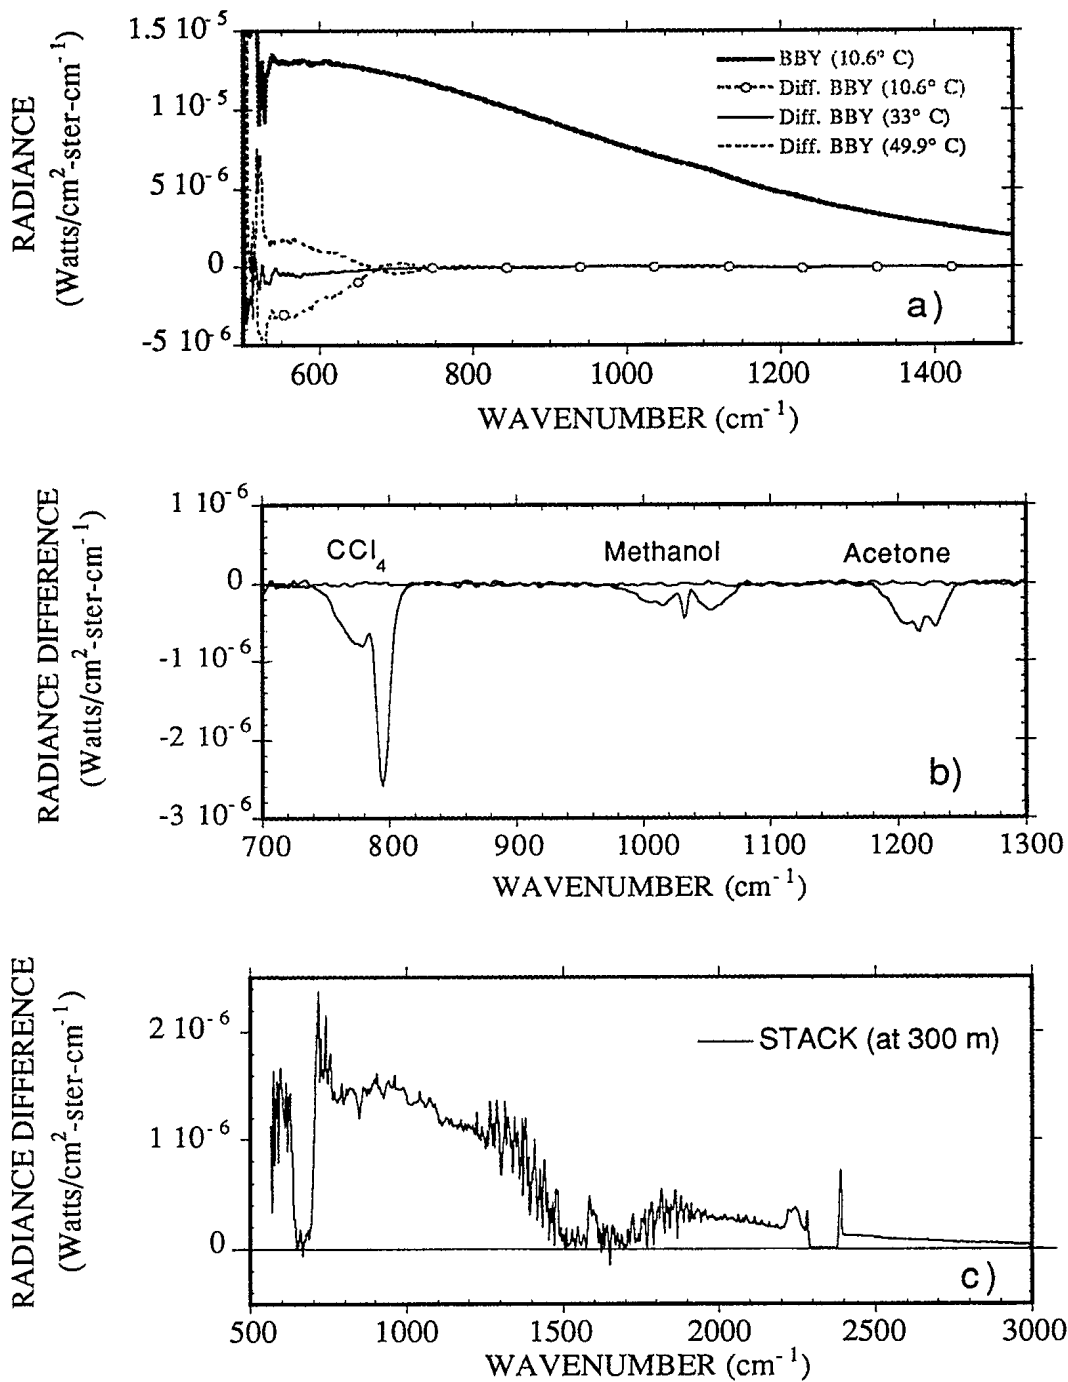 1.5 10-5
1 10-5
5 10-6
0
-5 10-6
RADIANCE
(Watts/cm2-ster-cm-1)
BBY (10.6° C)
Diff. BBY (10.6° C)
Diff. BBY (33° C)
Diff. BBY (49.9° C)
a)
600 800 1000 1200 1400
WAVENUMBER (cm-1)
1 10-6
0
-1 10-6
-2 10-6
-3 10-6
RADIANCE DIFFERENCE
(Watts/cm2-ster-cm-1)
CCl4 Methanol Acetone
b)
700 800 900 1000 1100 1200 1300
WAVENUMBER (cm-1)
2 10-6
1 10-6
0
RADIANCE DIFFERENCE
(Watts/cm2-ster-cm-1)
STACK (at 300 m)
c)
500 1000 1500 2000 2500 3000
WAVENUMBER (cm-1)